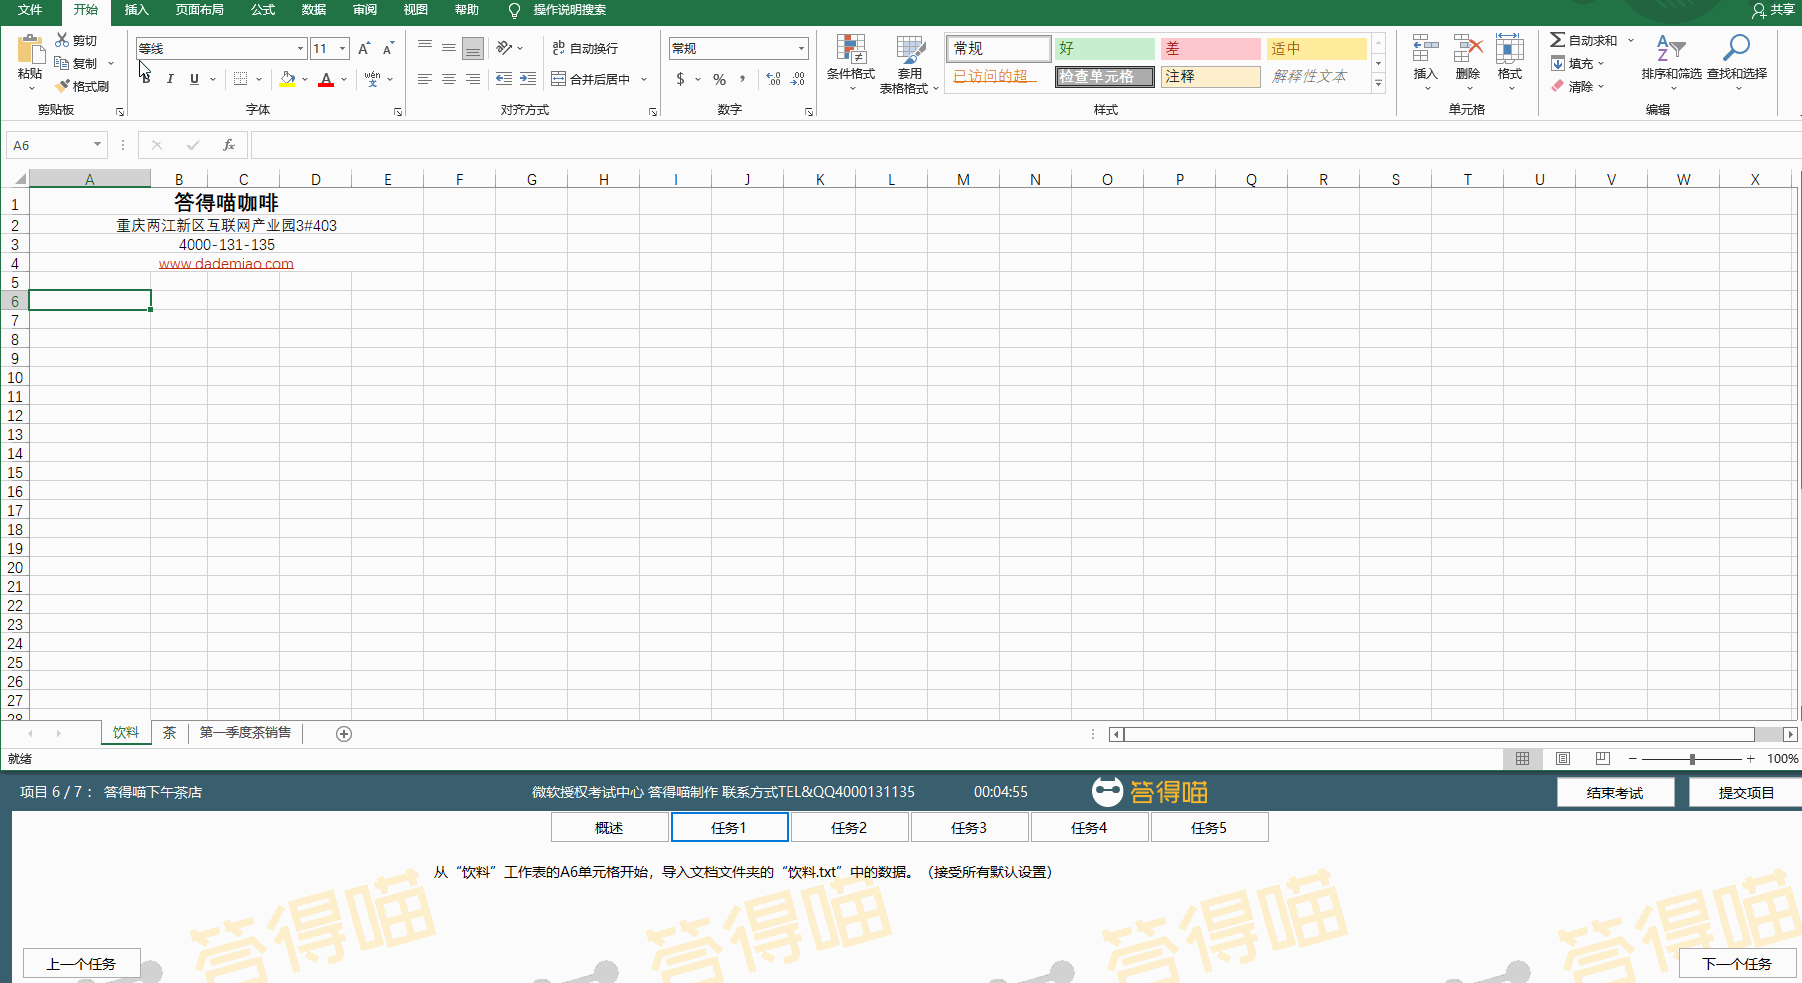 文件 开始 插入 页面布局 公式 数据 审阅 视图 帮助 操作说明搜索 共享
粘贴 剪切 复制 格式刷 剪贴板
等线 11 B I U wén 字体
自动换行 合并后居中 对齐方式
常规 $ % , 数字
条件格式 套用表格格式
常规 好 差 适中
已访问的超... 检查单元格 注释 解释性文本
样式
插入 删除 格式 单元格
自动求和 填充 清除 排序和筛选 查找和选择 编辑
A6 fx
A B C D E F G H I J K L M N O P Q R S T U V W X
1 答得喵咖啡
2 重庆两江新区互联网产业园3#403
3 4000-131-135
4 www.dademiao.com
5
6
7
8
9
10
11
12
13
14
15
16
17
18
19
20
21
22
23
24
25
26
27
28
饮料 茶 第一季度茶销售
就绪 100%
项目 6 / 7 : 答得喵下午茶店 微软授权考试中心 答得喵制作 联系方式TEL&QQ4000131135 00:04:55 答得喵 结束考试 提交项目
概述 任务1 任务2 任务3 任务4 任务5
从“饮料”工作表的A6单元格开始，导入文档文件夹的“饮料.txt”中的数据。（接受所有默认设置）
答得喵 答得喵 答得喵 答得喵
上一个任务 下一个任务